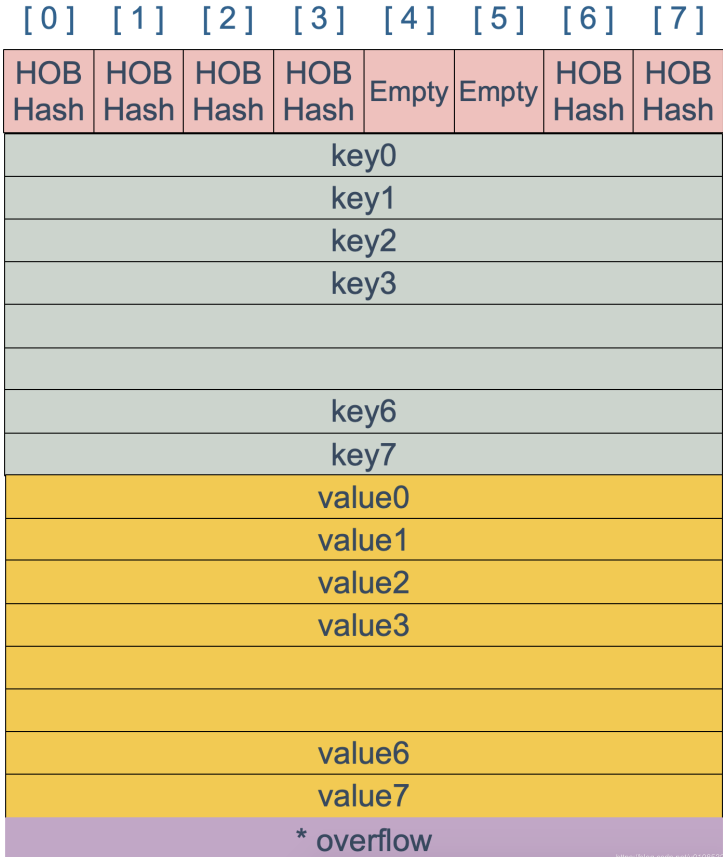 [ 0 ] [ 1 ] [ 2 ] [ 3 ] [ 4 ] [ 5 ] [ 6 ] [ 7 ]
HOB HOB HOB HOB Empty Empty HOB HOB
Hash Hash Hash Hash Hash Hash
key0
key1
key2
key3
key6
key7
value0
value1
value2
value3
value6
value7
* overflow